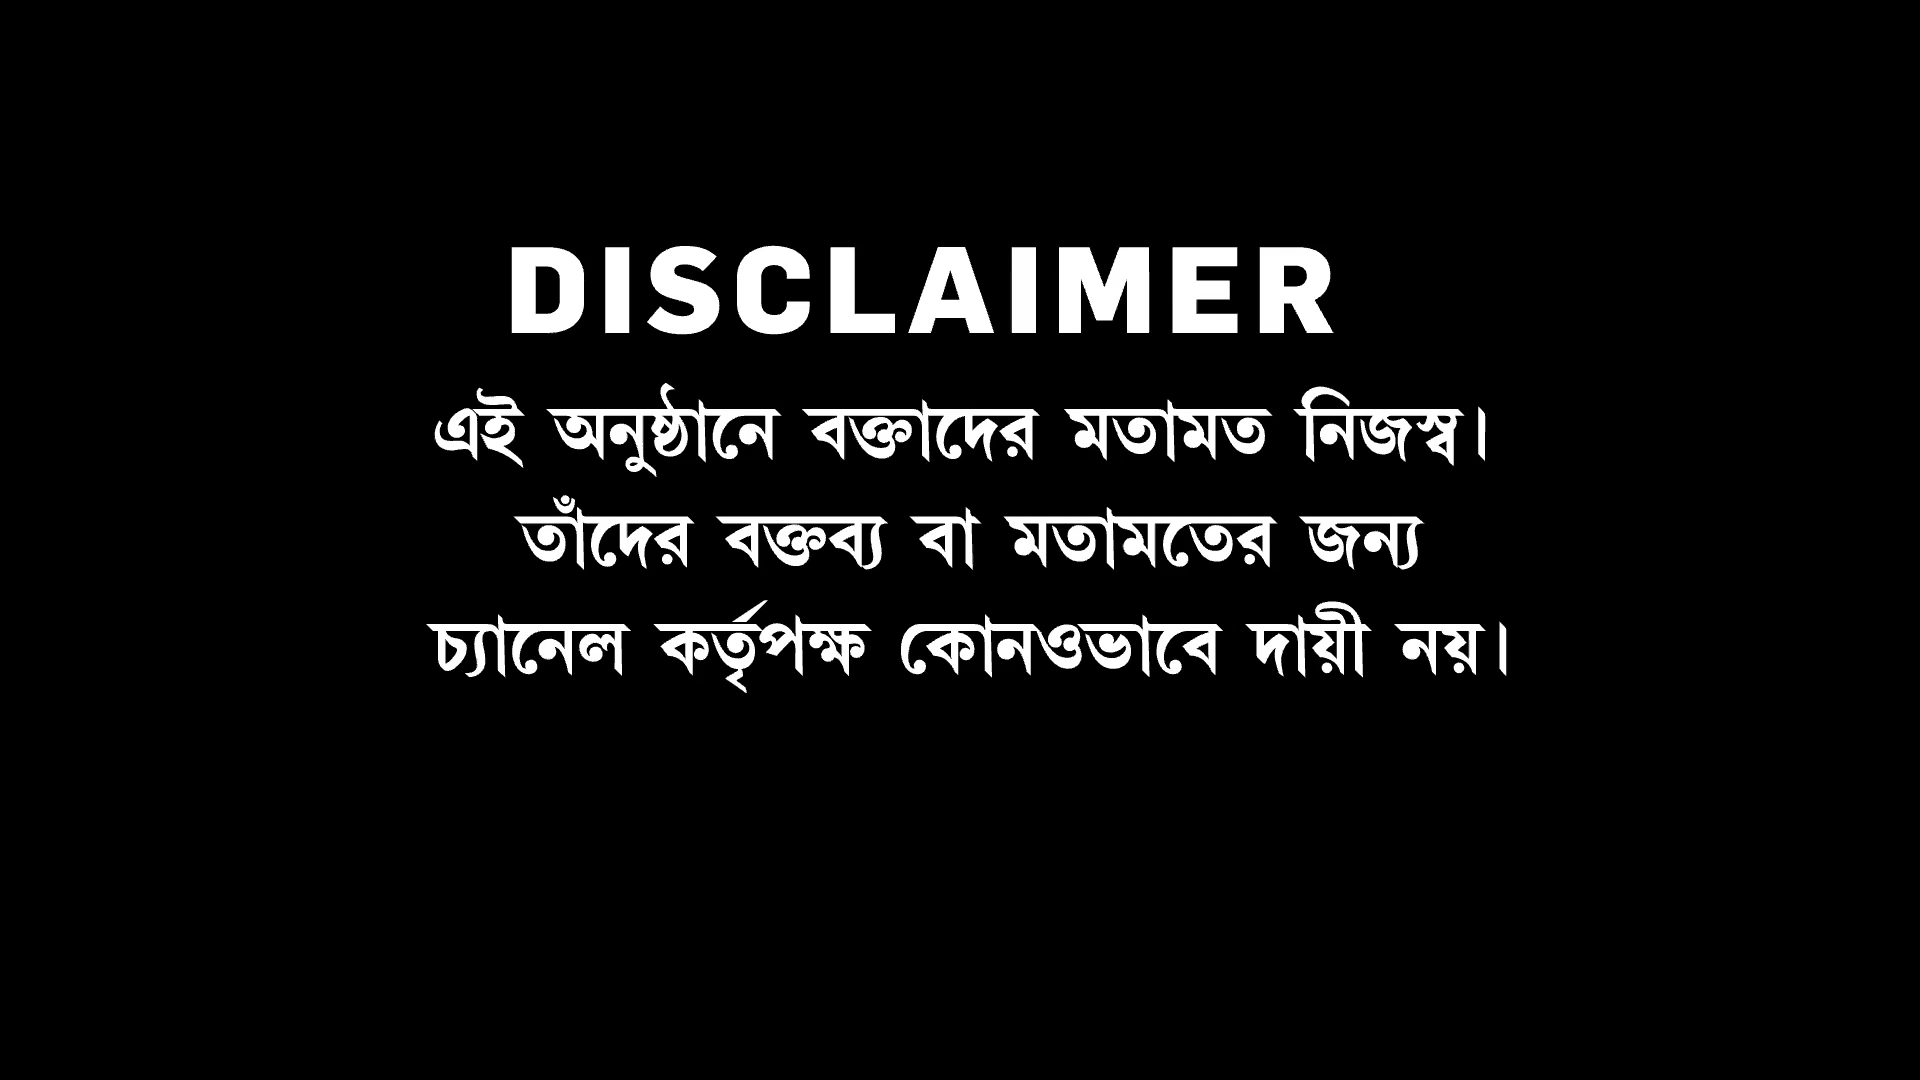 DISCLAIMER
এই অনুষ্ঠানে বক্তাদের মতামত নিজস্ব।
তাঁদের বক্তব্য বা মতামতের জন্য
চ্যানেল কর্তৃপক্ষ কোনওভাবে দায়ী নয়।